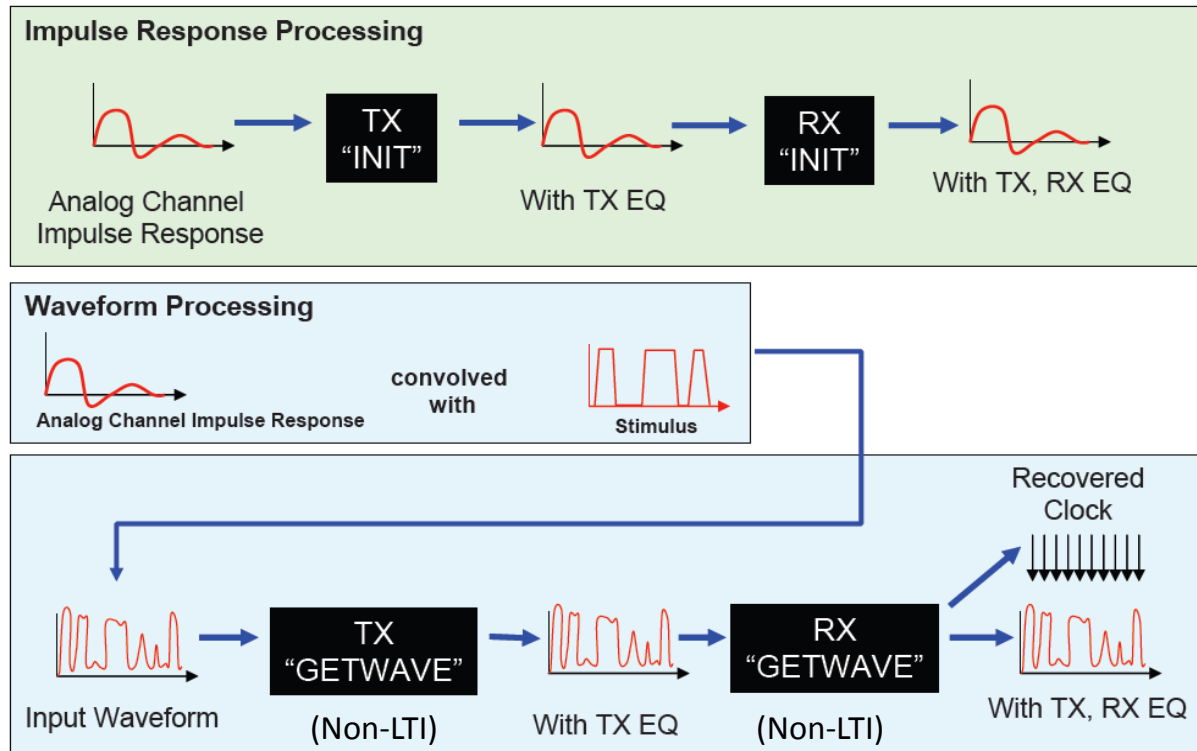 Impulse Response Processing
TX
“INIT”
RX
“INIT”
Analog Channel
Impulse Response
With TX EQ
With TX, RX EQ
Waveform Processing
convolved
with
Analog Channel Impulse Response
Stimulus
Recovered
Clock
TX
“GETWAVE”
RX
“GETWAVE”
Input Waveform
(Non-LTI)
With TX EQ
(Non-LTI)
With TX, RX EQ